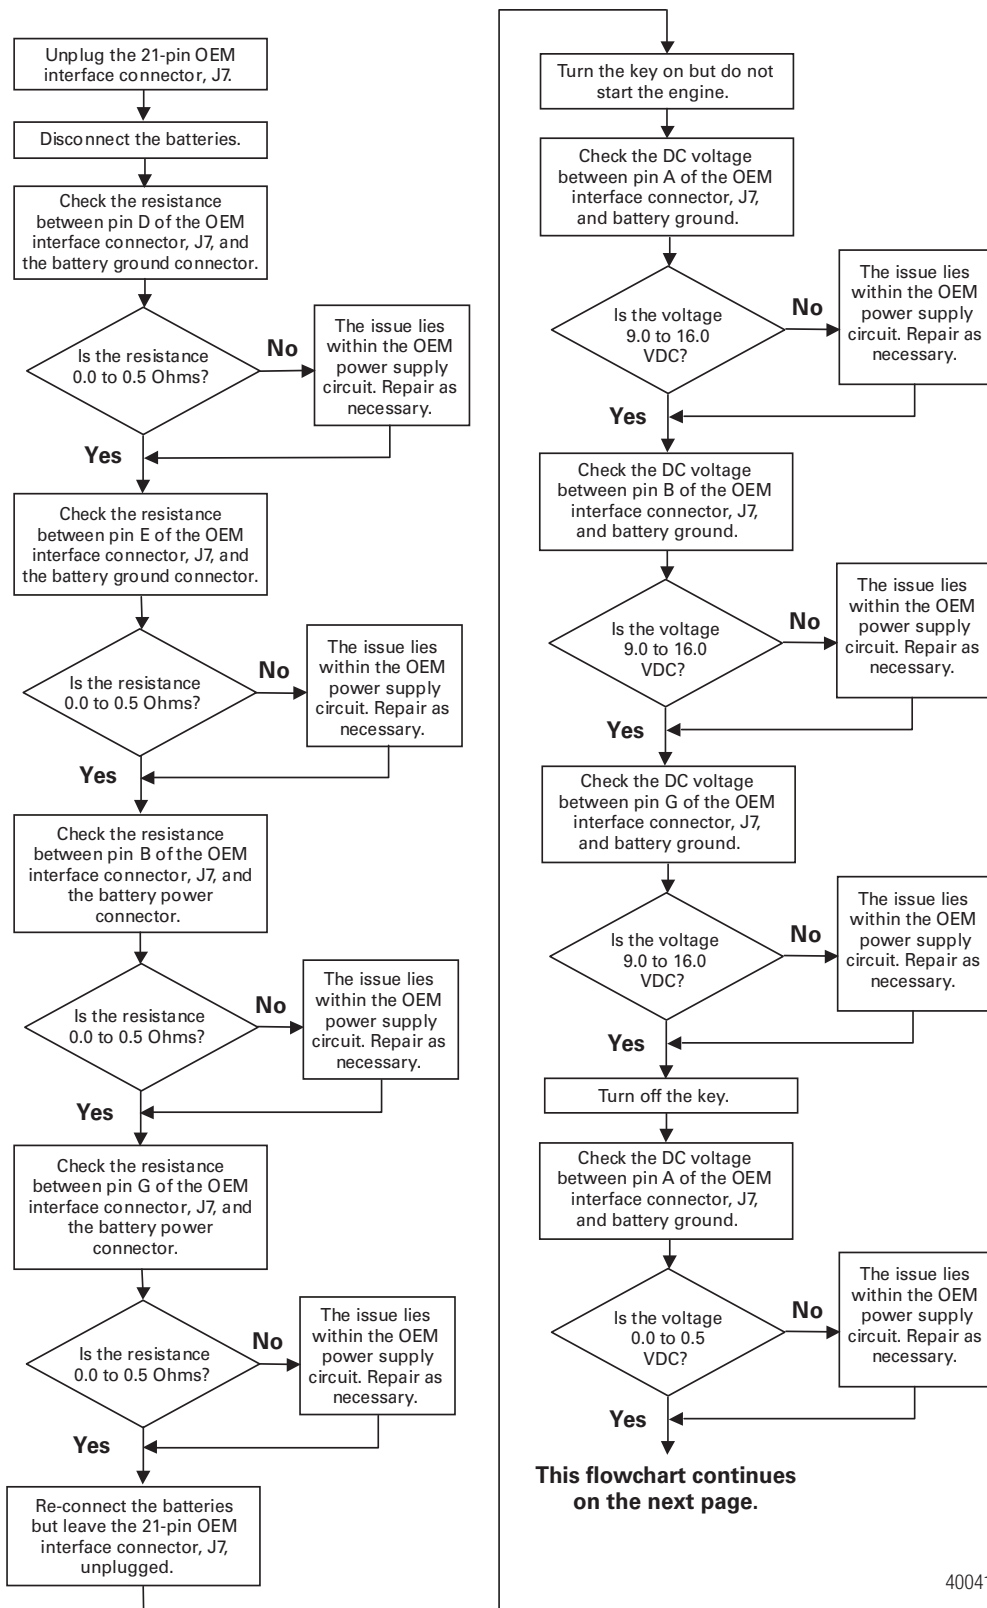 Unplug the 21-pin OEM
interface connector, J7.
Disconnect the batteries.
Check the resistance
between pin D of the OEM
interface connector, J7, and
the battery ground connector.
Is the resistance
0.0 to 0.5 Ohms?
No
The issue lies
within the OEM
power supply
circuit. Repair as
necessary.
Yes
Check the resistance
between pin E of the OEM
interface connector, J7, and
the battery ground connector.
Is the resistance
0.0 to 0.5 Ohms?
No
The issue lies
within the OEM
power supply
circuit. Repair as
necessary.
Yes
Check the resistance
between pin B of the OEM
interface connector, J7, and
the battery power
connector.
Is the resistance
0.0 to 0.5 Ohms?
No
The issue lies
within the OEM
power supply
circuit. Repair as
necessary.
Yes
Check the resistance
between pin G of the OEM
interface connector, J7, and
the battery power
connector.
Is the resistance
0.0 to 0.5 Ohms?
No
The issue lies
within the OEM
power supply
circuit. Repair as
necessary.
Yes
Re-connect the batteries
but leave the 21-pin OEM
interface connector, J7,
unplugged.
Turn the key on but do not
start the engine.
Check the DC voltage
between pin A of the OEM
interface connector, J7,
and battery ground.
Is the voltage
9.0 to 16.0
VDC?
No
The issue lies
within the OEM
power supply
circuit. Repair as
necessary.
Yes
Check the DC voltage
between pin B of the OEM
interface connector, J7,
and battery ground.
Is the voltage
9.0 to 16.0
VDC?
No
The issue lies
within the OEM
power supply
circuit. Repair as
necessary.
Yes
Check the DC voltage
between pin G of the OEM
interface connector, J7,
and battery ground.
Is the voltage
9.0 to 16.0
VDC?
No
The issue lies
within the OEM
power supply
circuit. Repair as
necessary.
Yes
Turn off the key.
Check the DC voltage
between pin A of the OEM
interface connector, J7,
and battery ground.
Is the voltage
0.0 to 0.5
VDC?
No
The issue lies
within the OEM
power supply
circuit. Repair as
necessary.
Yes
This flowchart continues
on the next page.